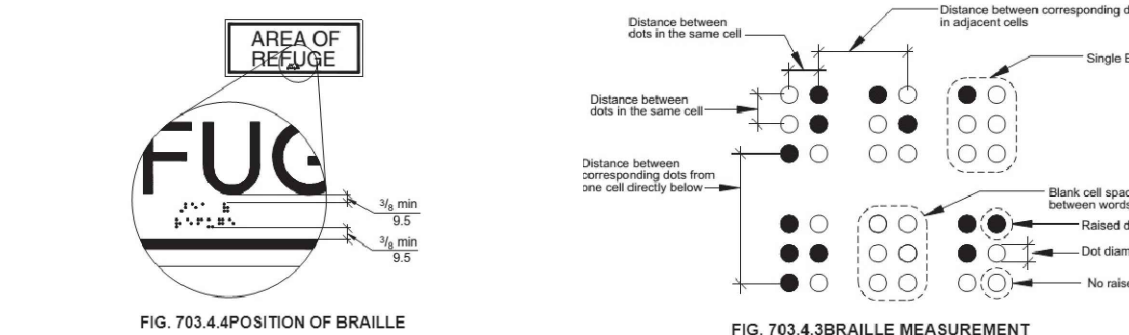 AREA OF
REFUGE
FUG
3/8 min
9.5
3/8 min
9.5
FIG. 703.4.4POSITION OF BRAILLE
Distance between
dots in the same cell
Distance between corresponding d
in adjacent cells
Single
Distance between
dots in the same cell
Distance between
corresponding dots from
one cell directly below
Blank cell spac
between words
Raised d
Dot diam
No raise
FIG. 703.4.3BRAILLE MEASUREMENT